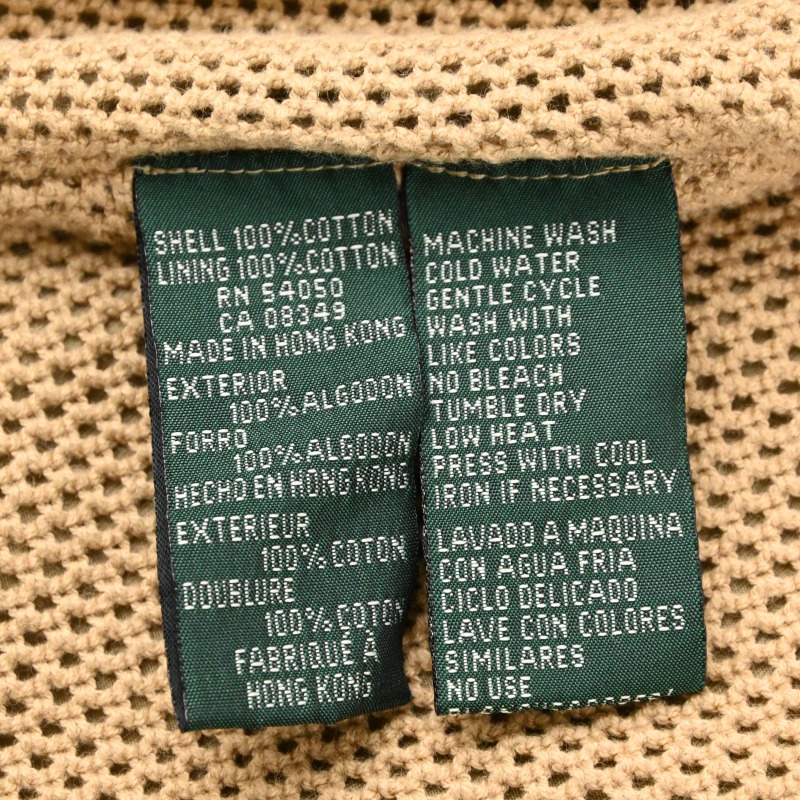 SHELL 100% COTTON
LINING 100% COTTON
RN 54050
CA 08349
MADE IN HONG KONG
EXTERIOR
100% ALGODON
FORRO
100% ALGODON
HECHO EN HONG KONG
EXTERIEUR
100% COTON
DOUBLURE
100% COTON
FABRIQUÉ À
HONG KONG
MACHINE WASH
COLD WATER
GENTLE CYCLE
WASH WITH
LIKE COLORS
NO BLEACH
TUMBLE DRY
LOW HEAT
PRESS WITH COOL
IRON IF NECESSARY
LAVADO A MAQUINA
CON AGUA FRIA
CICLO DELICADO
LAVE CON COLORES
SIMILARES
NO USE